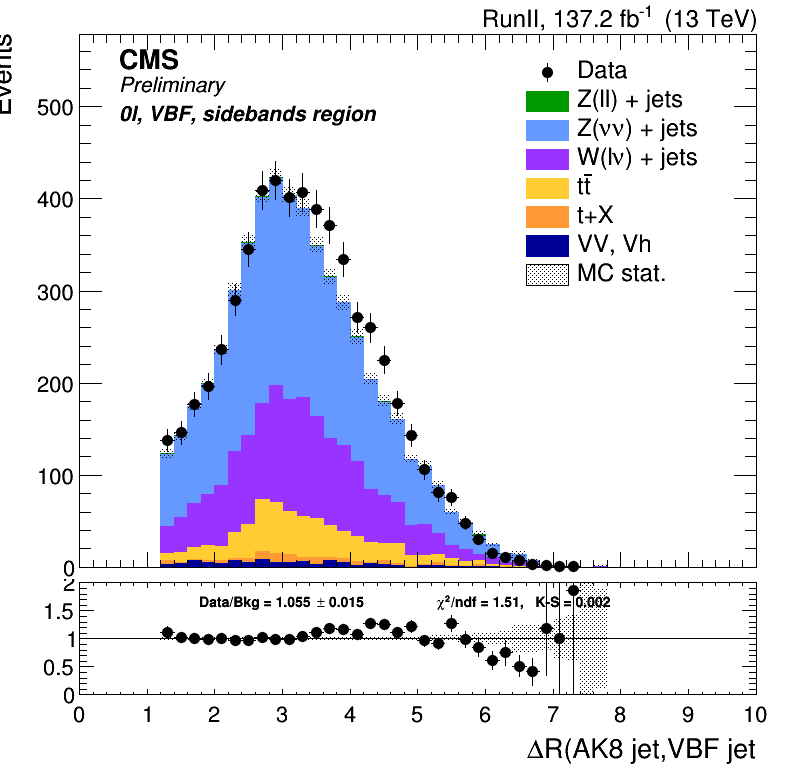 RunII, 137.2 fb⁻¹ (13 TeV)
Events
CMS
Preliminary
0l, VBF, sidebands region
Data
Z(ll) + jets
Z(νν) + jets
W(lν) + jets
tt̄
t+X
VV, Vh
MC stat.
500
400
300
200
100
0
2
1.5
1
0.5
0
Data/Bkg = 1.055 ± 0.015
χ²/ndf = 1.51, K-S = 0.002
0 1 2 3 4 5 6 7 8 9 10
ΔR(AK8 jet,VBF jet